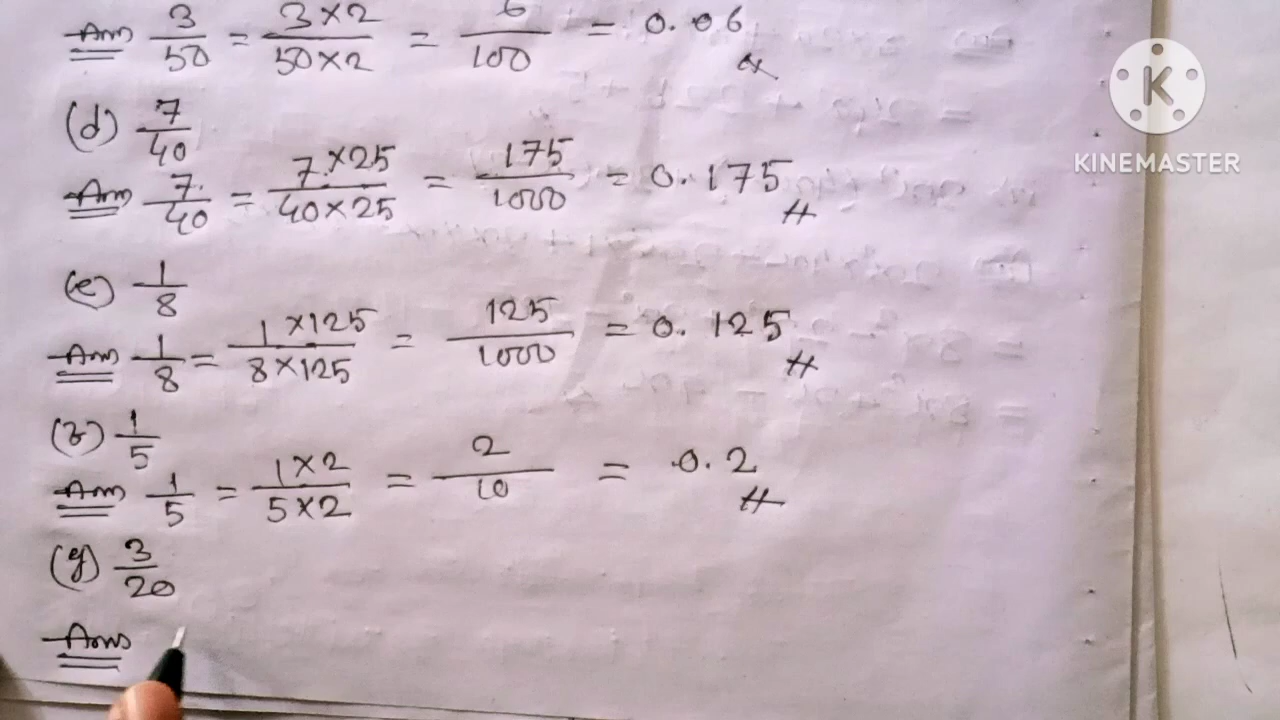 Ans 3/50 = 3×2/50×2 = 6/100 = 0.06
(d) 7/40
Ans 7/40 = 7×25/40×25 = 175/1000 = 0.175
(e) 1/8
Ans 1/8 = 1×125/8×125 = 125/1000 = 0.125
(f) 1/5
Ans 1/5 = 1×2/5×2 = 2/10 = 0.2
(g) 3/20
Ans
K
KINEMASTER